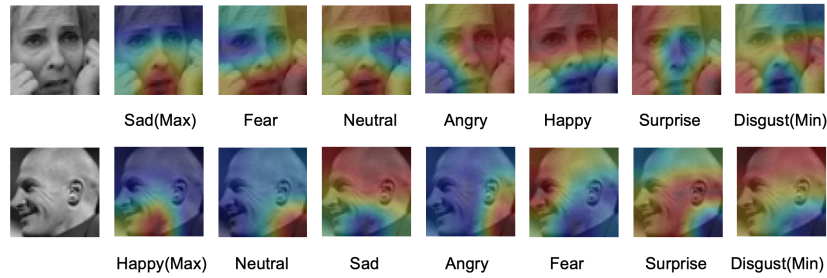 Sad(Max) Fear Neutral Angry Happy Surprise Disgust(Min)
Happy(Max) Neutral Sad Angry Fear Surprise Disgust(Min)